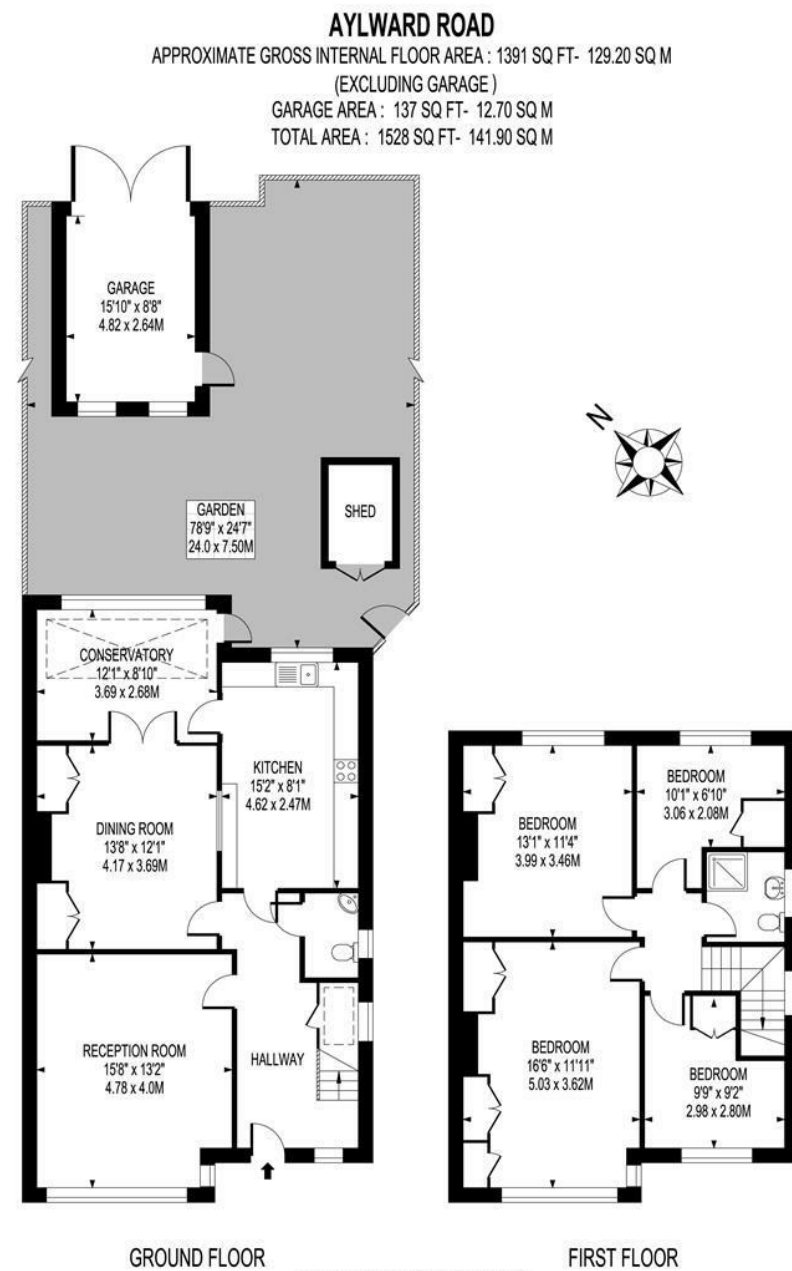 AYLWARD ROAD
APPROXIMATE GROSS INTERNAL FLOOR AREA : 1391 SQ FT- 129.20 SQ M
(EXCLUDING GARAGE )
GARAGE AREA : 137 SQ FT- 12.70 SQ M
TOTAL AREA : 1528 SQ FT- 141.90 SQ M
GARAGE
15'10" x 8'8"
4.82 x 2.64M
N
SHED
GARDEN
78'9" x 24'7"
24.0 x 7.50M
CONSERVATORY
12'1" x 8'10"
3.69 x 2.68M
KITCHEN
15'2" x 8'1"
4.62 x 2.47M
DINING ROOM
13'8" x 12'1"
4.17 x 3.69M
RECEPTION ROOM
15'8" x 13'2"
4.78 x 4.0M
HALLWAY
BEDROOM
10'1" x 6'10"
3.06 x 2.08M
BEDROOM
13'1" x 11'4"
3.99 x 3.46M
BEDROOM
16'6" x 11'11"
5.03 x 3.62M
BEDROOM
9'9" x 9'2"
2.98 x 2.80M
GROUND FLOOR
FIRST FLOOR